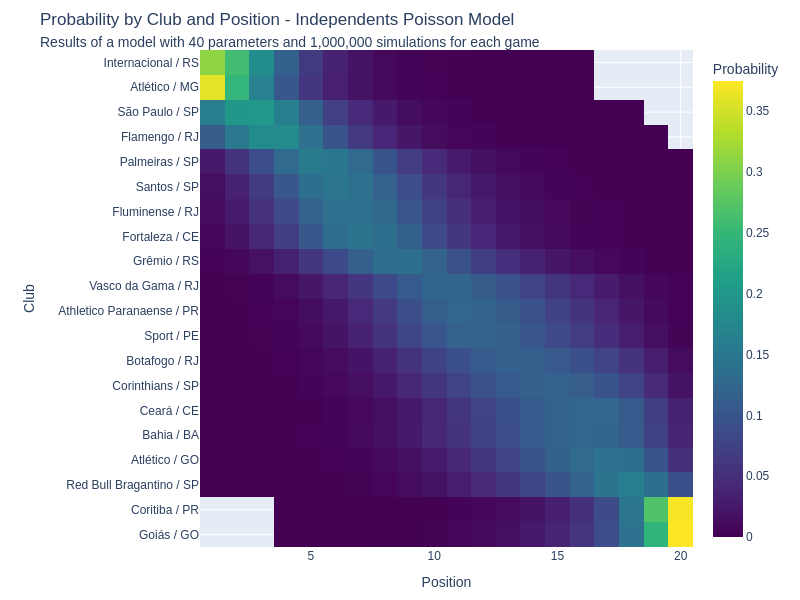 Probability by Club and Position - Independents Poisson Model
Results of a model with 40 parameters and 1,000,000 simulations for each game
Probability
Club
Internacional / RS
Atlético / MG
São Paulo / SP
Flamengo / RJ
Palmeiras / SP
Santos / SP
Fluminense / RJ
Fortaleza / CE
Grêmio / RS
Vasco da Gama / RJ
Athletico Paranaense / PR
Sport / PE
Botafogo / RJ
Corinthians / SP
Ceará / CE
Bahia / BA
Atlético / GO
Red Bull Bragantino / SP
Coritiba / PR
Goiás / GO
5 10 15 20
Position
0.35
0.3
0.25
0.2
0.15
0.1
0.05
0